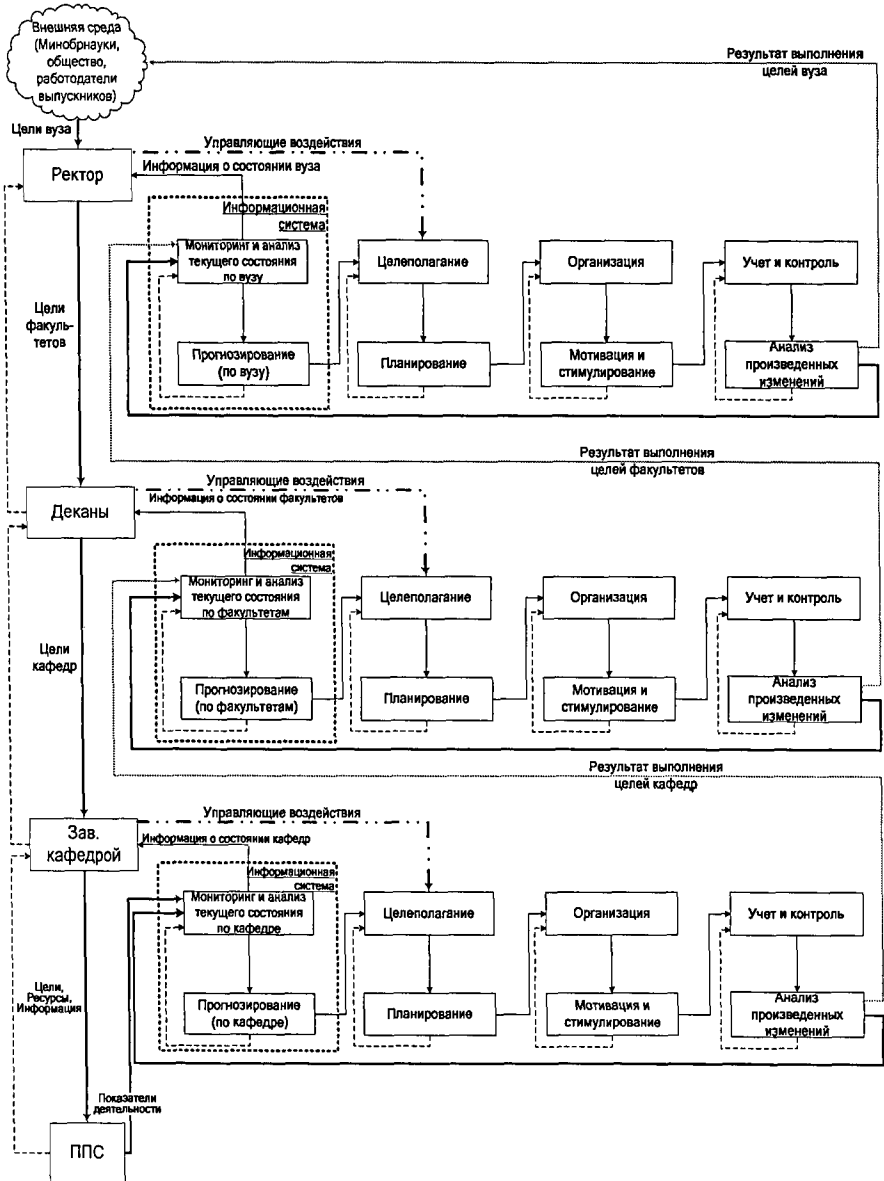 Внешняя среда
(Минобрнауки,
общество,
работодатели
выпускников)
Результат выполнения
целей вуза
Цели вуза
Управляющие воздействия
Информация о состоянии вуза
Ректор
Информационная
система
Мониторинг и анализ
текущего состояния
по вузу
Целеполагание
Организация
Учет и контроль
Цели
факуль-
тетов
Прогнозирование
(по вузу)
Планирование
Мотивация и
стимулирование
Анализ
произведенных
изменений
Результат выполнения
целей факультетов
Управляющие воздействия
Информация о состоянии факультетов
Деканы
Информационная
система
Мониторинг и анализ
текущего состояния
по факультетам
Целеполагание
Организация
Учет и контроль
Цели
кафедр
Прогнозирование
(по факультетам)
Планирование
Мотивация и
стимулирование
Анализ
произведенных
изменений
Результат выполнения
целей кафедр
Управляющие воздействия
Информация о состоянии кафедр
Зав.
кафедрой
Информационная
система
Мониторинг и анализ
текущего состояния
по кафедре
Целеполагание
Организация
Учет и контроль
Цели,
Ресурсы,
Информация
Прогнозирование
(по кафедре)
Планирование
Мотивация и
стимулирование
Анализ
произведенных
изменений
Показатели
деятельности
ППС